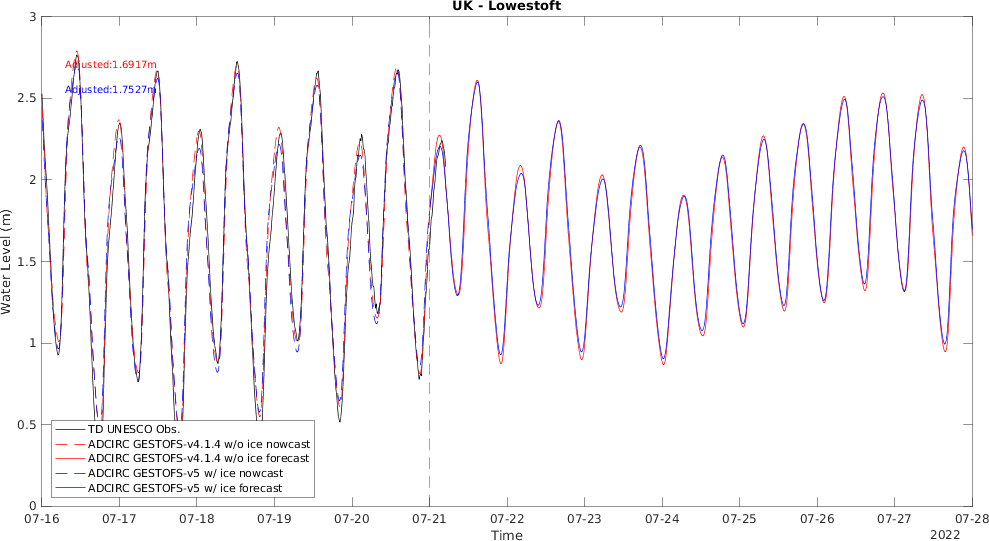 UK - Lowestoft
3
2.5
2
1.5
1
0.5
0
Water Level (m)
Adjusted:1.6917m
Adjusted:1.7527m
TD UNESCO Obs.
ADCIRC GESTOFS-v4.1.4 w/o ice nowcast
ADCIRC GESTOFS-v4.1.4 w/o ice forecast
ADCIRC GESTOFS-v5 w/ ice nowcast
ADCIRC GESTOFS-v5 w/ ice forecast
07-16 07-17 07-18 07-19 07-20 07-21 07-22 07-23 07-24 07-25 07-26 07-27 07-28
Time
2022